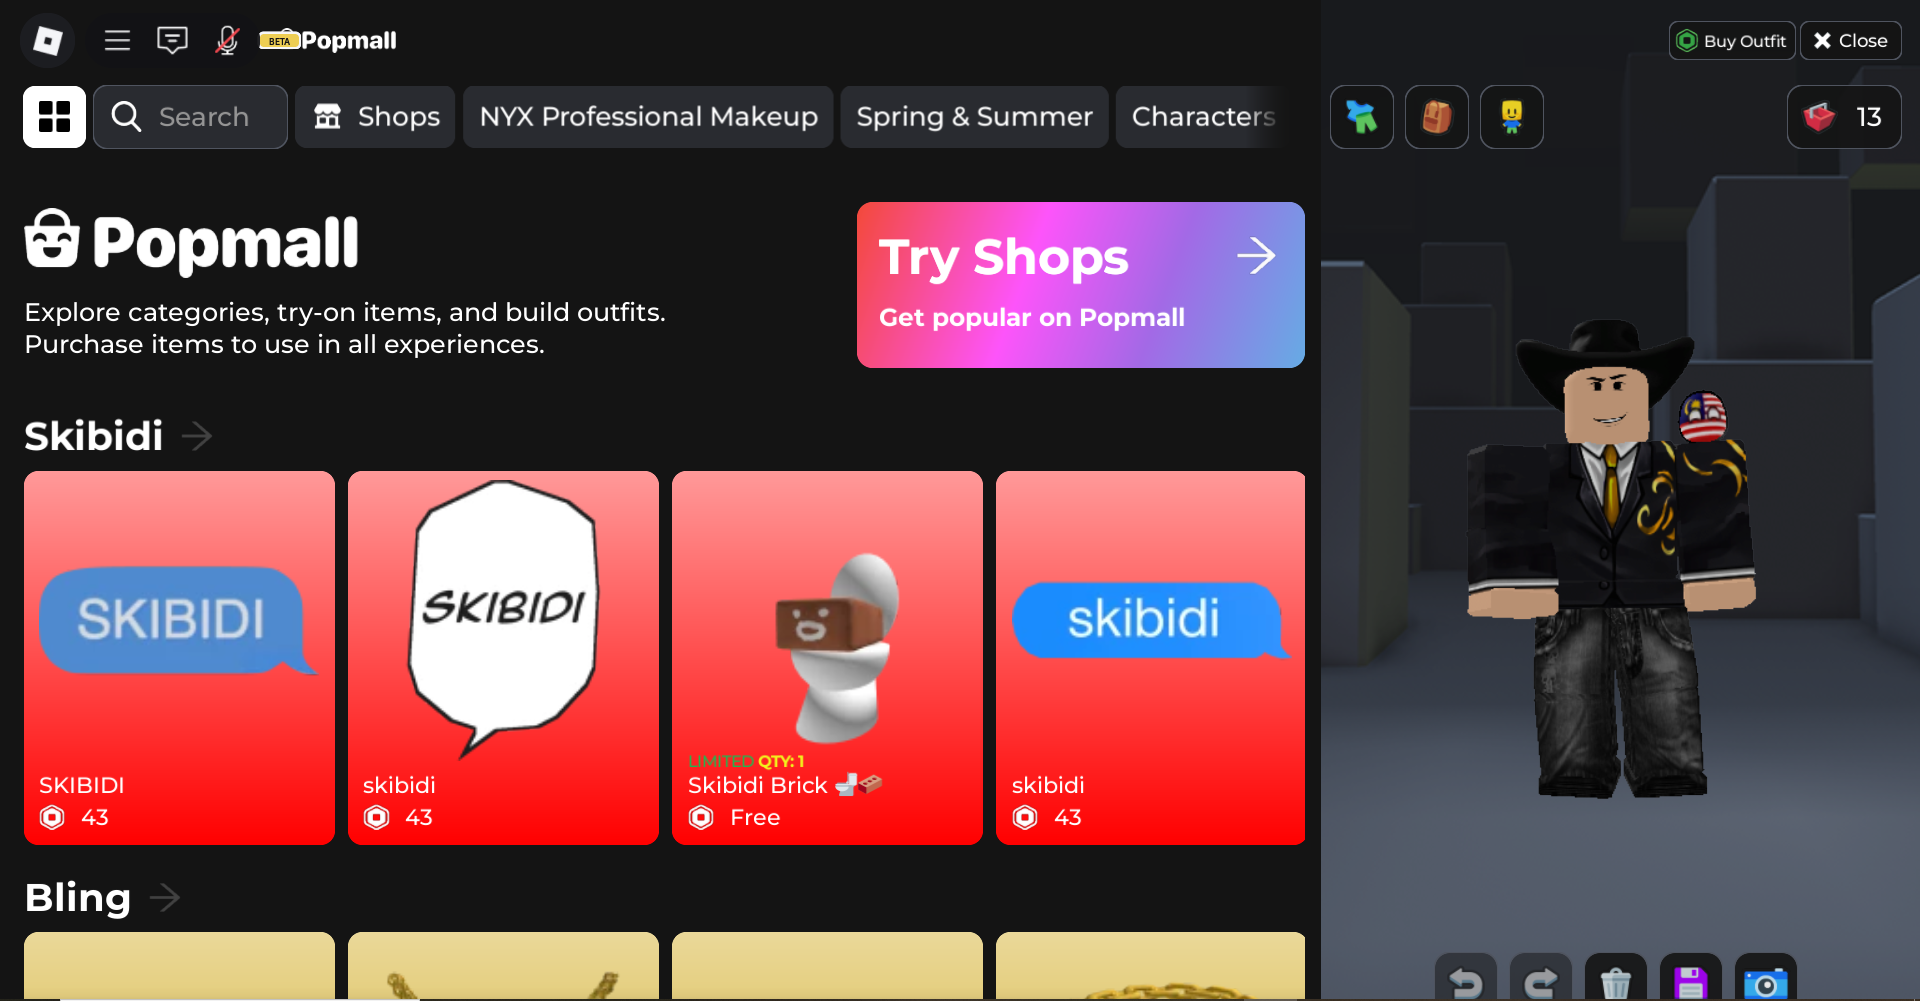 BETA Popmall
Buy Outfit
Close
Search
Shops
NYX Professional Makeup
Spring & Summer
Characters
13
Popmall
Explore categories, try-on items, and build outfits.
Purchase items to use in all experiences.
Try Shops
Get popular on Popmall
Skibidi
SKIBIDI
SKIBIDI
43
SKIBIDI
skibidi
43
LIMITED QTY: 1
Skibidi Brick
Free
skibidi
skibidi
43
Bling